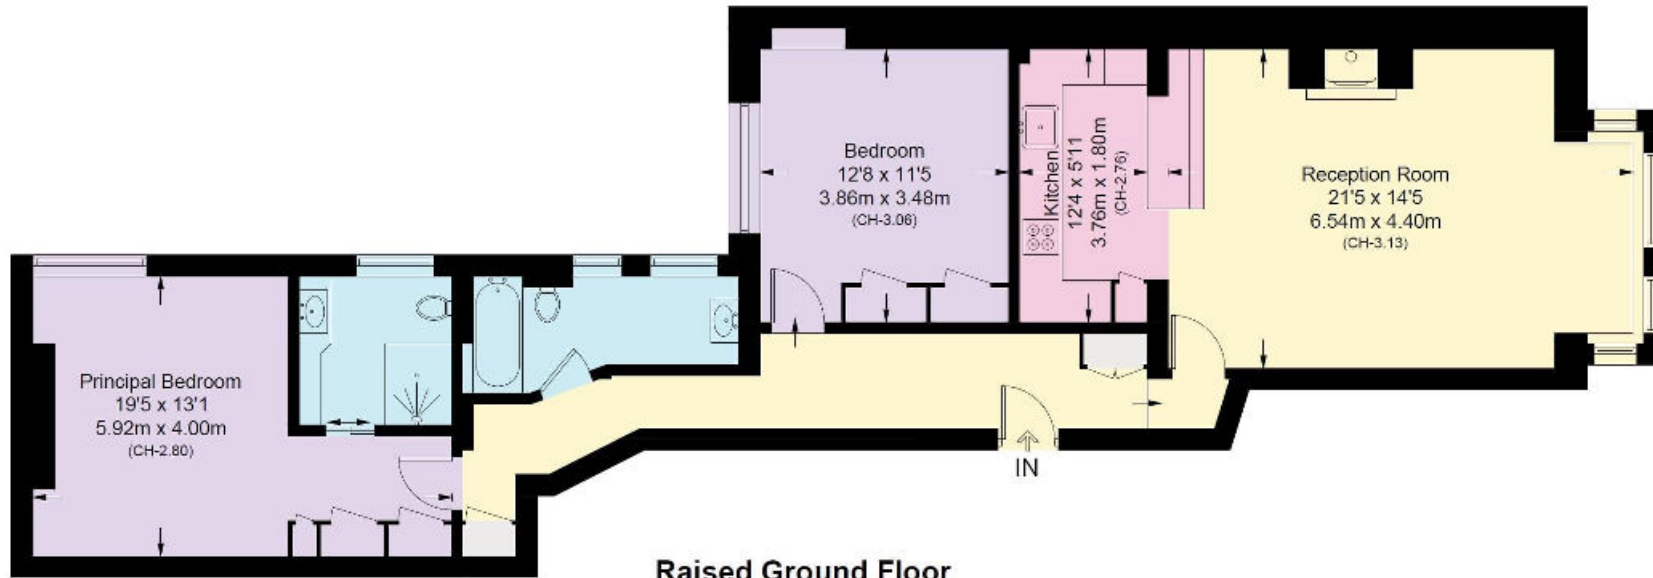 Bedroom
12'8 x 11'5
3.86m x 3.48m
(CH-3.06)
Kitchen
12'4 x 5'11
3.76m x 1.80m
(CH-2.76)
Reception Room
21'5 x 14'5
6.54m x 4.40m
(CH-3.13)
Principal Bedroom
19'5 x 13'1
5.92m x 4.00m
(CH-2.80)
IN
Raised Ground Floor